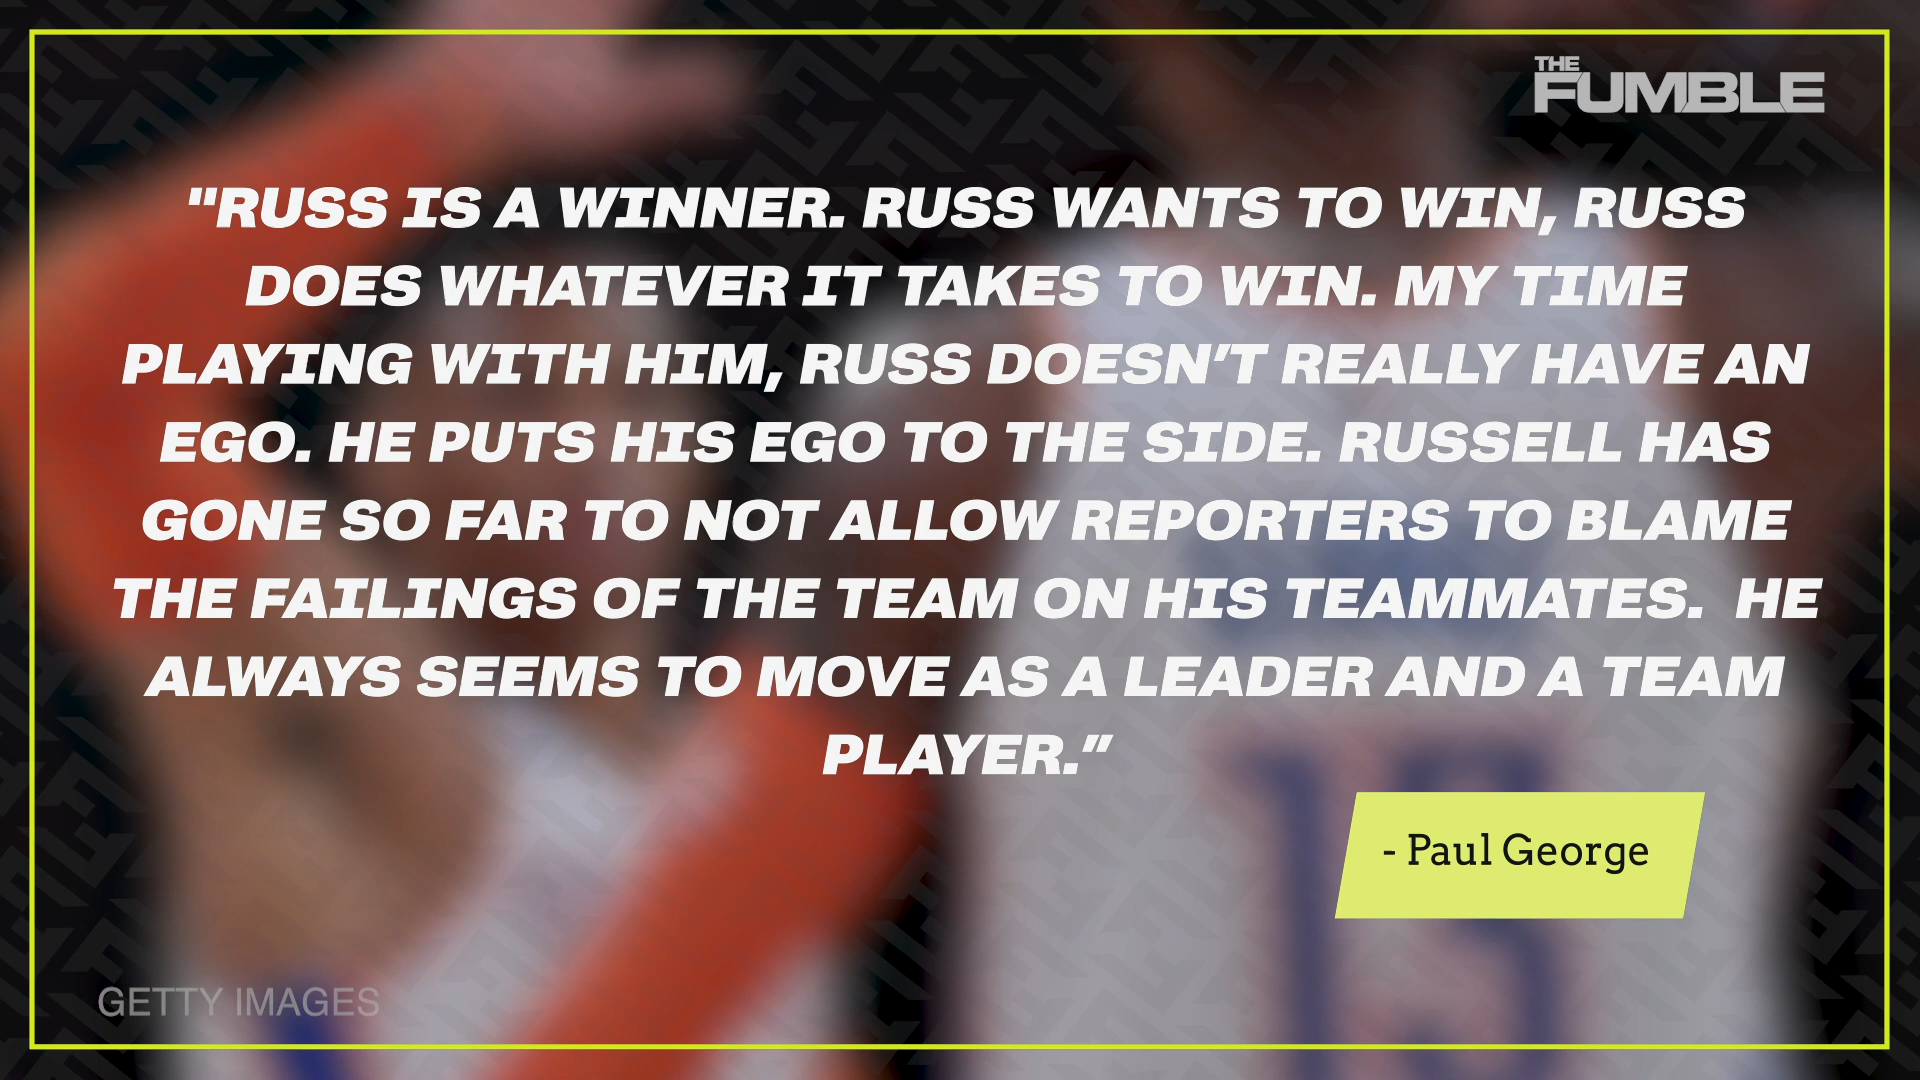 THE
FUMBLE
"RUSS IS A WINNER. RUSS WANTS TO WIN, RUSS
DOES WHATEVER IT TAKES TO WIN. MY TIME
PLAYING WITH HIM, RUSS DOESN'T REALLY HAVE AN
EGO. HE PUTS HIS EGO TO THE SIDE. RUSSELL HAS
GONE SO FAR TO NOT ALLOW REPORTERS TO BLAME
THE FAILINGS OF THE TEAM ON HIS TEAMMATES.  HE
ALWAYS SEEMS TO MOVE AS A LEADER AND A TEAM
PLAYER."
- Paul George
GETTY IMAGES